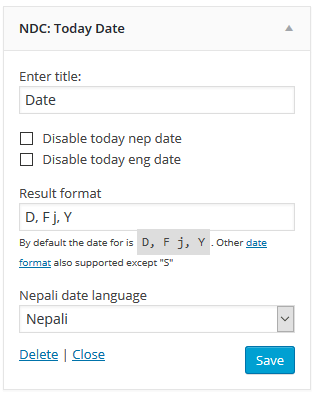 NDC: Today Date
Enter title:
Date
Disable today nep date
Disable today eng date
Result format
D, F j, Y
By default the date for is D, F j, Y . Other date
format also supported except "S"
Nepali date language
Nepali
Delete | Close
Save